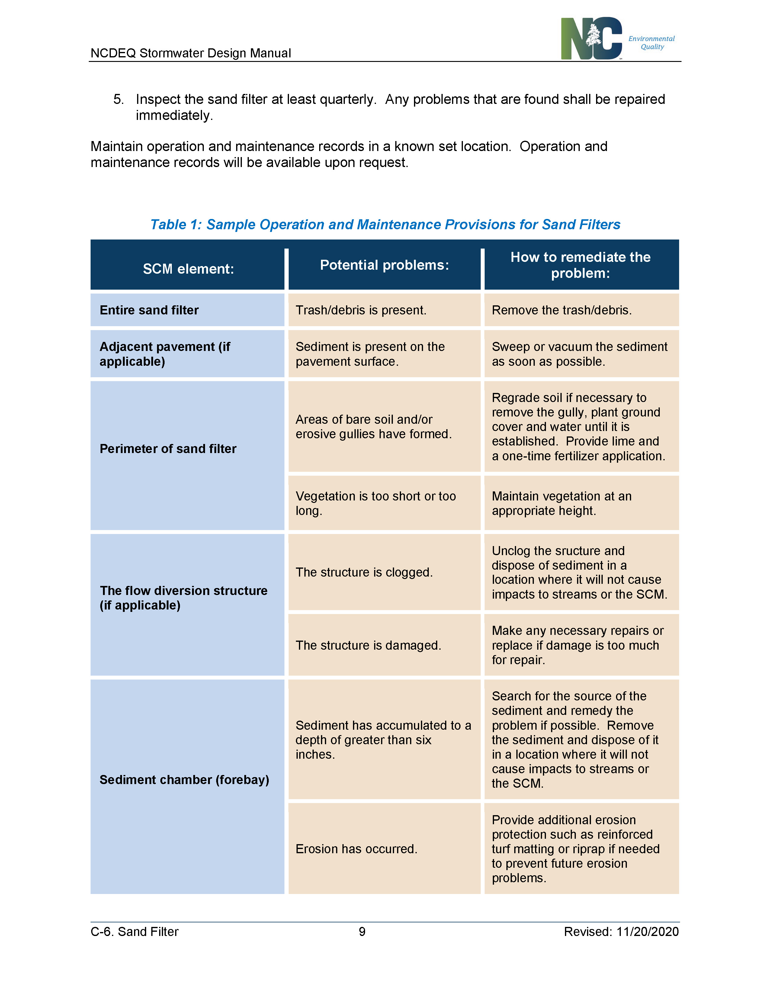 NC
SM
Environmental
Quality
NCDEQ Stormwater Design Manual
5. Inspect the sand filter at least quarterly. Any problems that are found shall be repaired
immediately.
Maintain operation and maintenance records in a known set location. Operation and
maintenance records will be available upon request.
Table 1: Sample Operation and Maintenance Provisions for Sand Filters
SCM element:
Potential problems:
How to remediate the
problem:
Entire sand filter
Trash/debris is present.
Remove the trash/debris.
Adjacent pavement (if
applicable)
Sediment is present on the
pavement surface.
Sweep or vacuum the sediment
as soon as possible.
Perimeter of sand filter
Areas of bare soil and/or
erosive gullies have formed.
Regrade soil if necessary to
remove the gully, plant ground
cover and water until it is
established. Provide lime and
a one-time fertilizer application.
Vegetation is too short or too
long.
Maintain vegetation at an
appropriate height.
The flow diversion structure
(if applicable)
The structure is clogged.
Unclog the sructure and
dispose of sediment in a
location where it will not cause
impacts to streams or the SCM.
The structure is damaged.
Make any necessary repairs or
replace if damage is too much
for repair.
Sediment chamber (forebay)
Sediment has accumulated to a
depth of greater than six
inches.
Search for the source of the
sediment and remedy the
problem if possible. Remove
the sediment and dispose of it
in a location where it will not
cause impacts to streams or
the SCM.
Erosion has occurred.
Provide additional erosion
protection such as reinforced
turf matting or riprap if needed
to prevent future erosion
problems.
C-6. Sand Filter
9
Revised: 11/20/2020